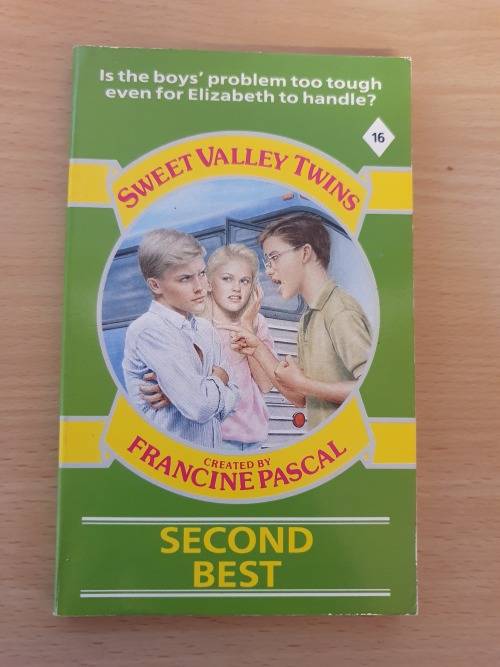 Is the boys' problem too tough
even for Elizabeth to handle?
16
SWEET VALLEY TWINS
CREATED BY
FRANCINE PASCAL
SECOND
BEST